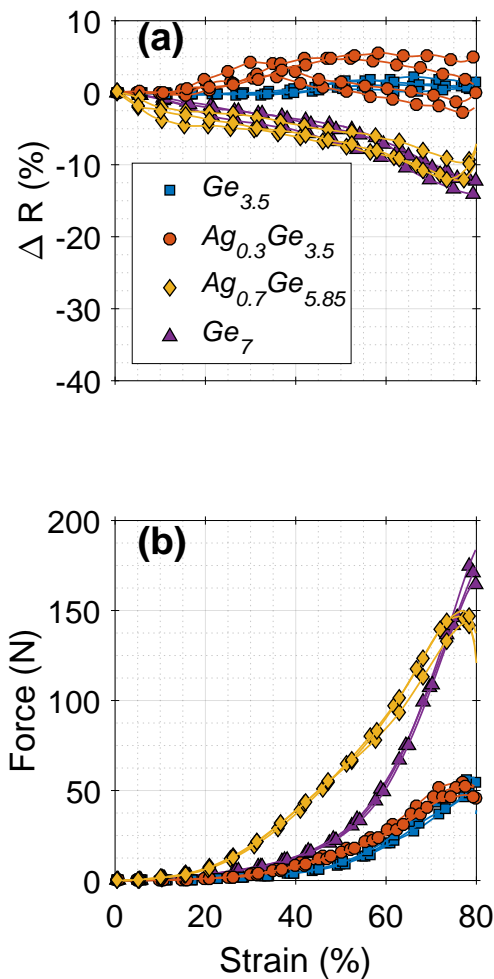 (a)
10
0
-10
-20
-30
-40
Δ R (%)
Ge3.5
Ag0.3Ge3.5
Ag0.7Ge5.85
Ge7
(b)
200
150
100
50
0
Force (N)
0 20 40 60 80
Strain (%)